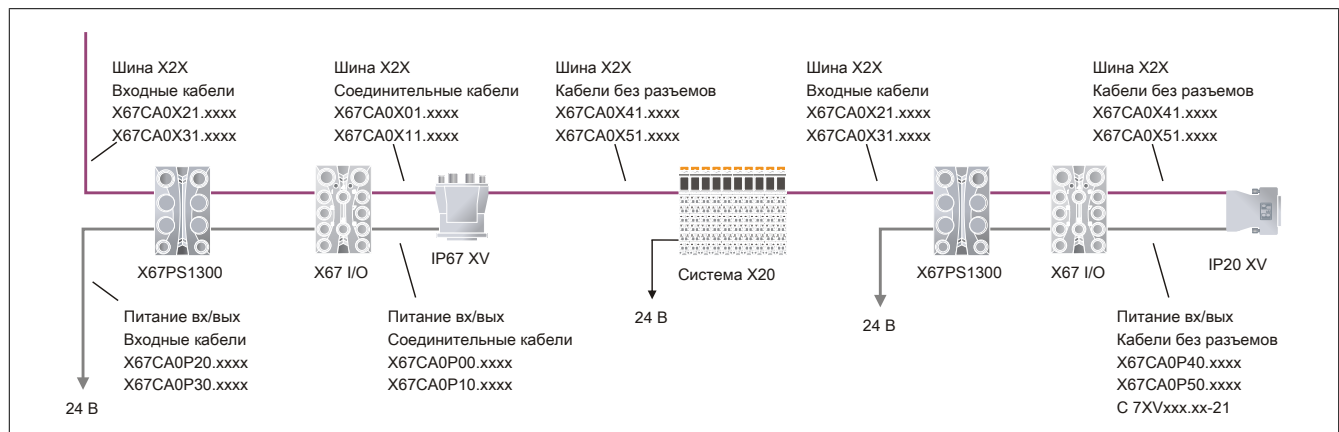 Шина X2X
Входные кабели
X67CA0X21.xxxx
X67CA0X31.xxxx
Шина X2X
Соединительные кабели
X67CA0X01.xxxx
X67CA0X11.xxxx
Шина X2X
Кабели без разъемов
X67CA0X41.xxxx
X67CA0X51.xxxx
Шина X2X
Входные кабели
X67CA0X21.xxxx
X67CA0X31.xxxx
Шина X2X
Кабели без разъемов
X67CA0X41.xxxx
X67CA0X51.xxxx
X67PS1300
X67 I/O
IP67 XV
Система X20
X67PS1300
X67 I/O
IP20 XV
Питание вх/вых
Входные кабели
X67CA0P20.xxxx
X67CA0P30.xxxx
24 В
Питание вх/вых
Соединительные кабели
X67CA0P00.xxxx
X67CA0P10.xxxx
24 В
24 В
Питание вх/вых
Кабели без разъемов
X67CA0P40.xxxx
X67CA0P50.xxxx
С 7XVxxx.xx-21